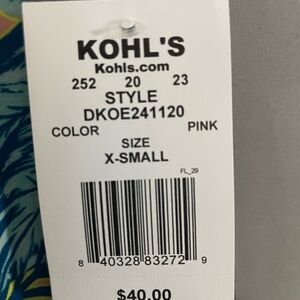 KOHL'S
Kohls.com
252 20 23
STYLE
DKOE241120
COLOR PINK
SIZE
X-SMALL
FL_29
8 40328 83272 9
$40.00